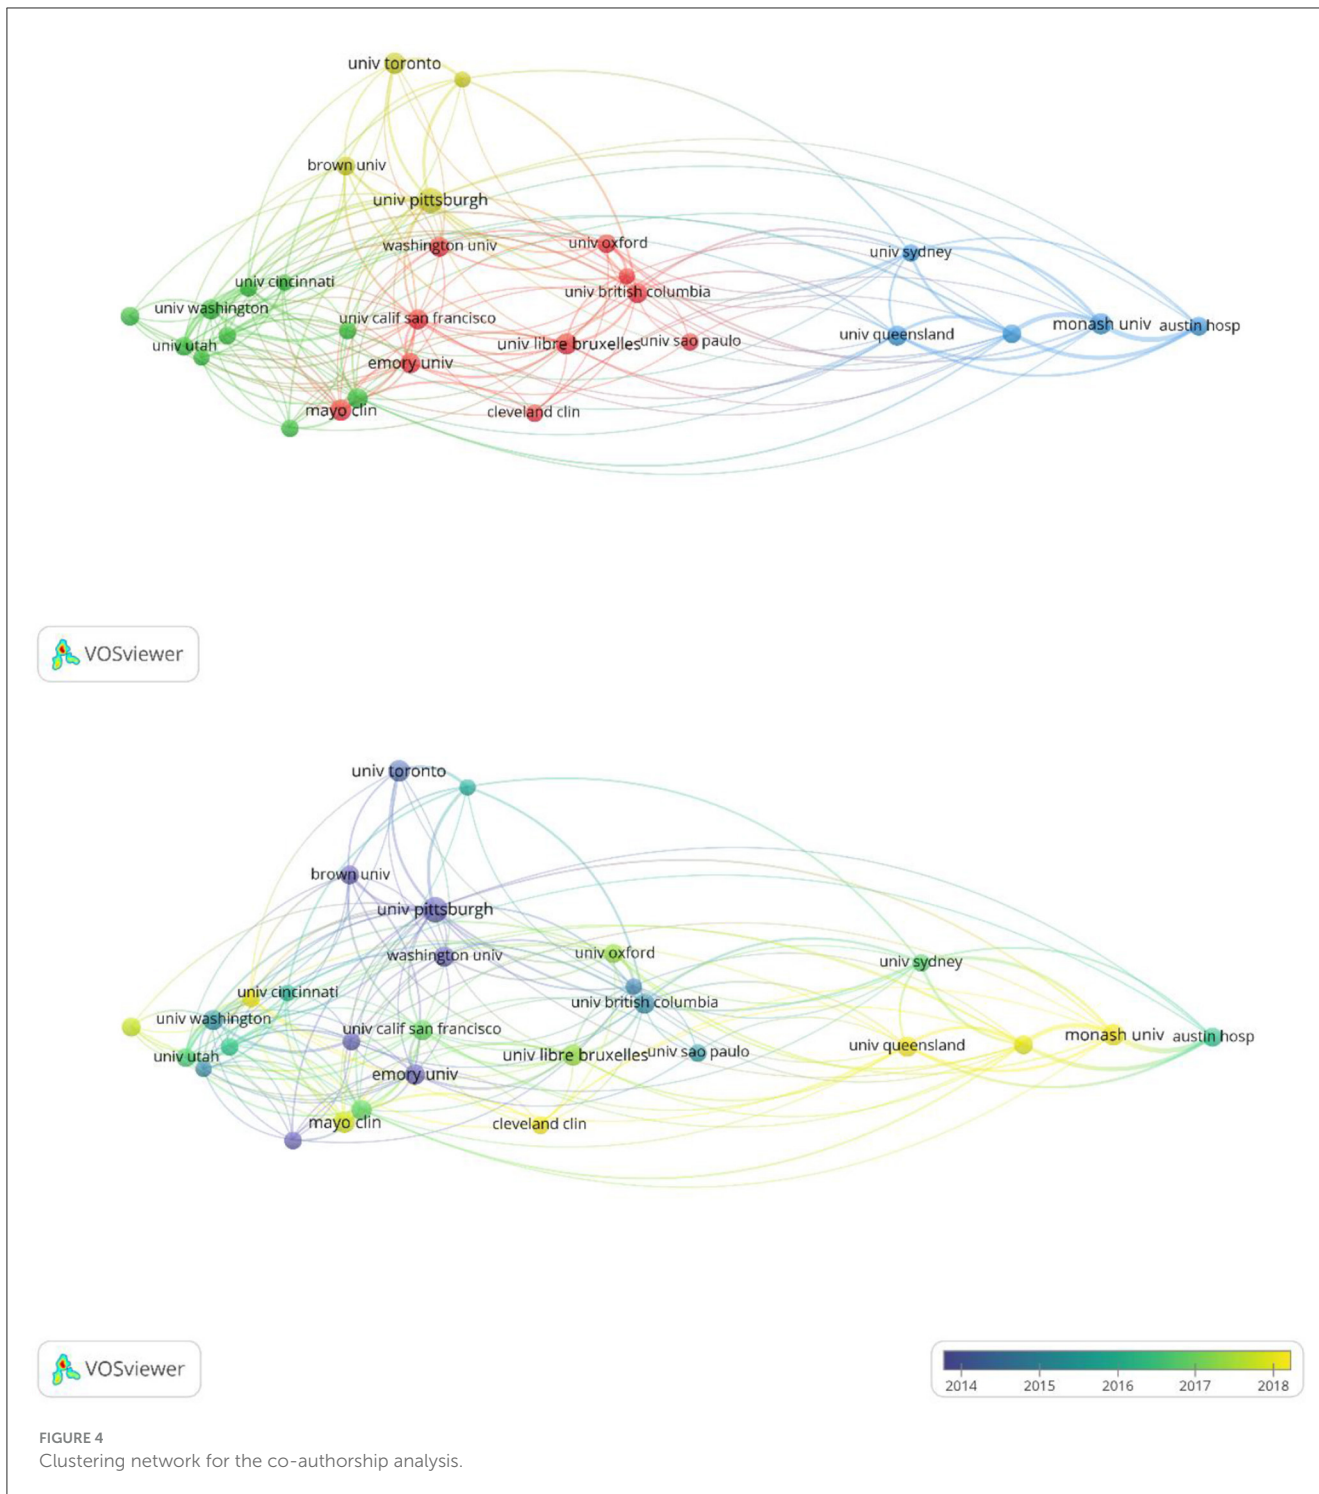 univ toronto
brown univ
univ pittsburgh
washington univ
univ oxford
univ sydney
univ cincinnati
univ british columbia
univ washington
univ calif san francisco
monash univ
austin hosp
univ queensland
univ utah
univ libre bruxelles
univ sao paulo
emory univ
mayo clin
cleveland clin
VOSviewer
univ toronto
brown univ
univ pittsburgh
washington univ
univ oxford
univ sydney
univ cincinnati
univ british columbia
univ washington
univ calif san francisco
monash univ
austin hosp
univ queensland
univ utah
univ libre bruxelles
univ sao paulo
emory univ
mayo clin
cleveland clin
VOSviewer
2014 2015 2016 2017 2018
FIGURE 4
Clustering network for the co-authorship analysis.